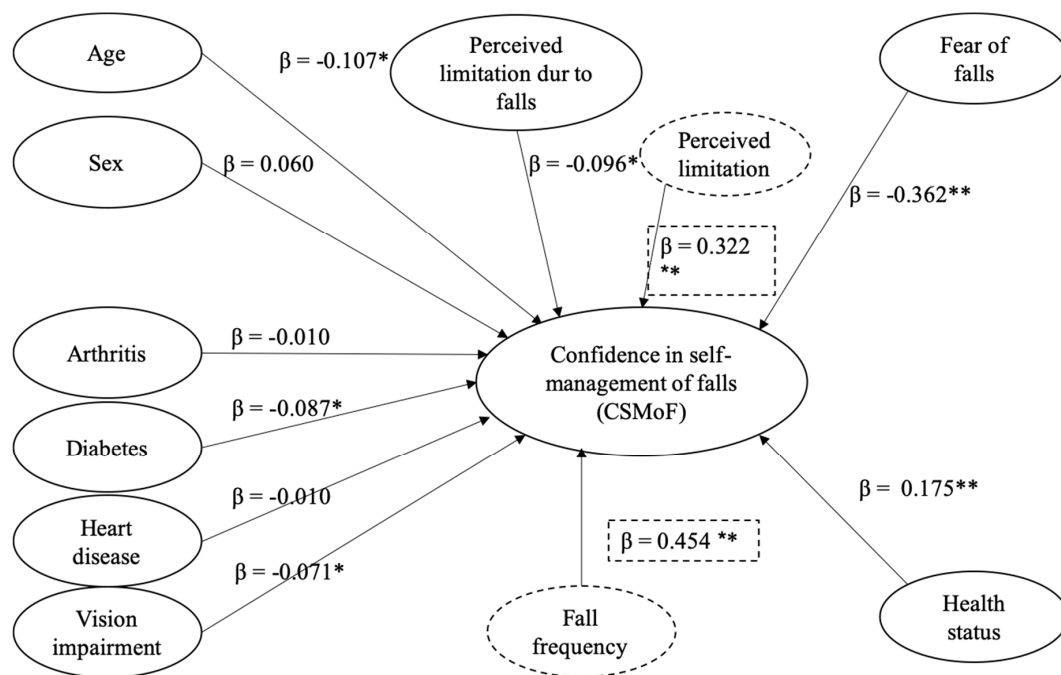 Age
β = -0.107*
Perceived
limitation dur to
falls
Fear of
falls
Sex
β = 0.060
β = -0.096*
Perceived
limitation
β = -0.362**
β = 0.322
**
Arthritis
β = -0.010
Confidence in self-
management of falls
(CSMoF)
Diabetes
β = -0.087*
Heart
disease
β = -0.010
β = 0.175**
β = 0.454 **
Vision
impairment
β = -0.071*
Fall
frequency
Health
status